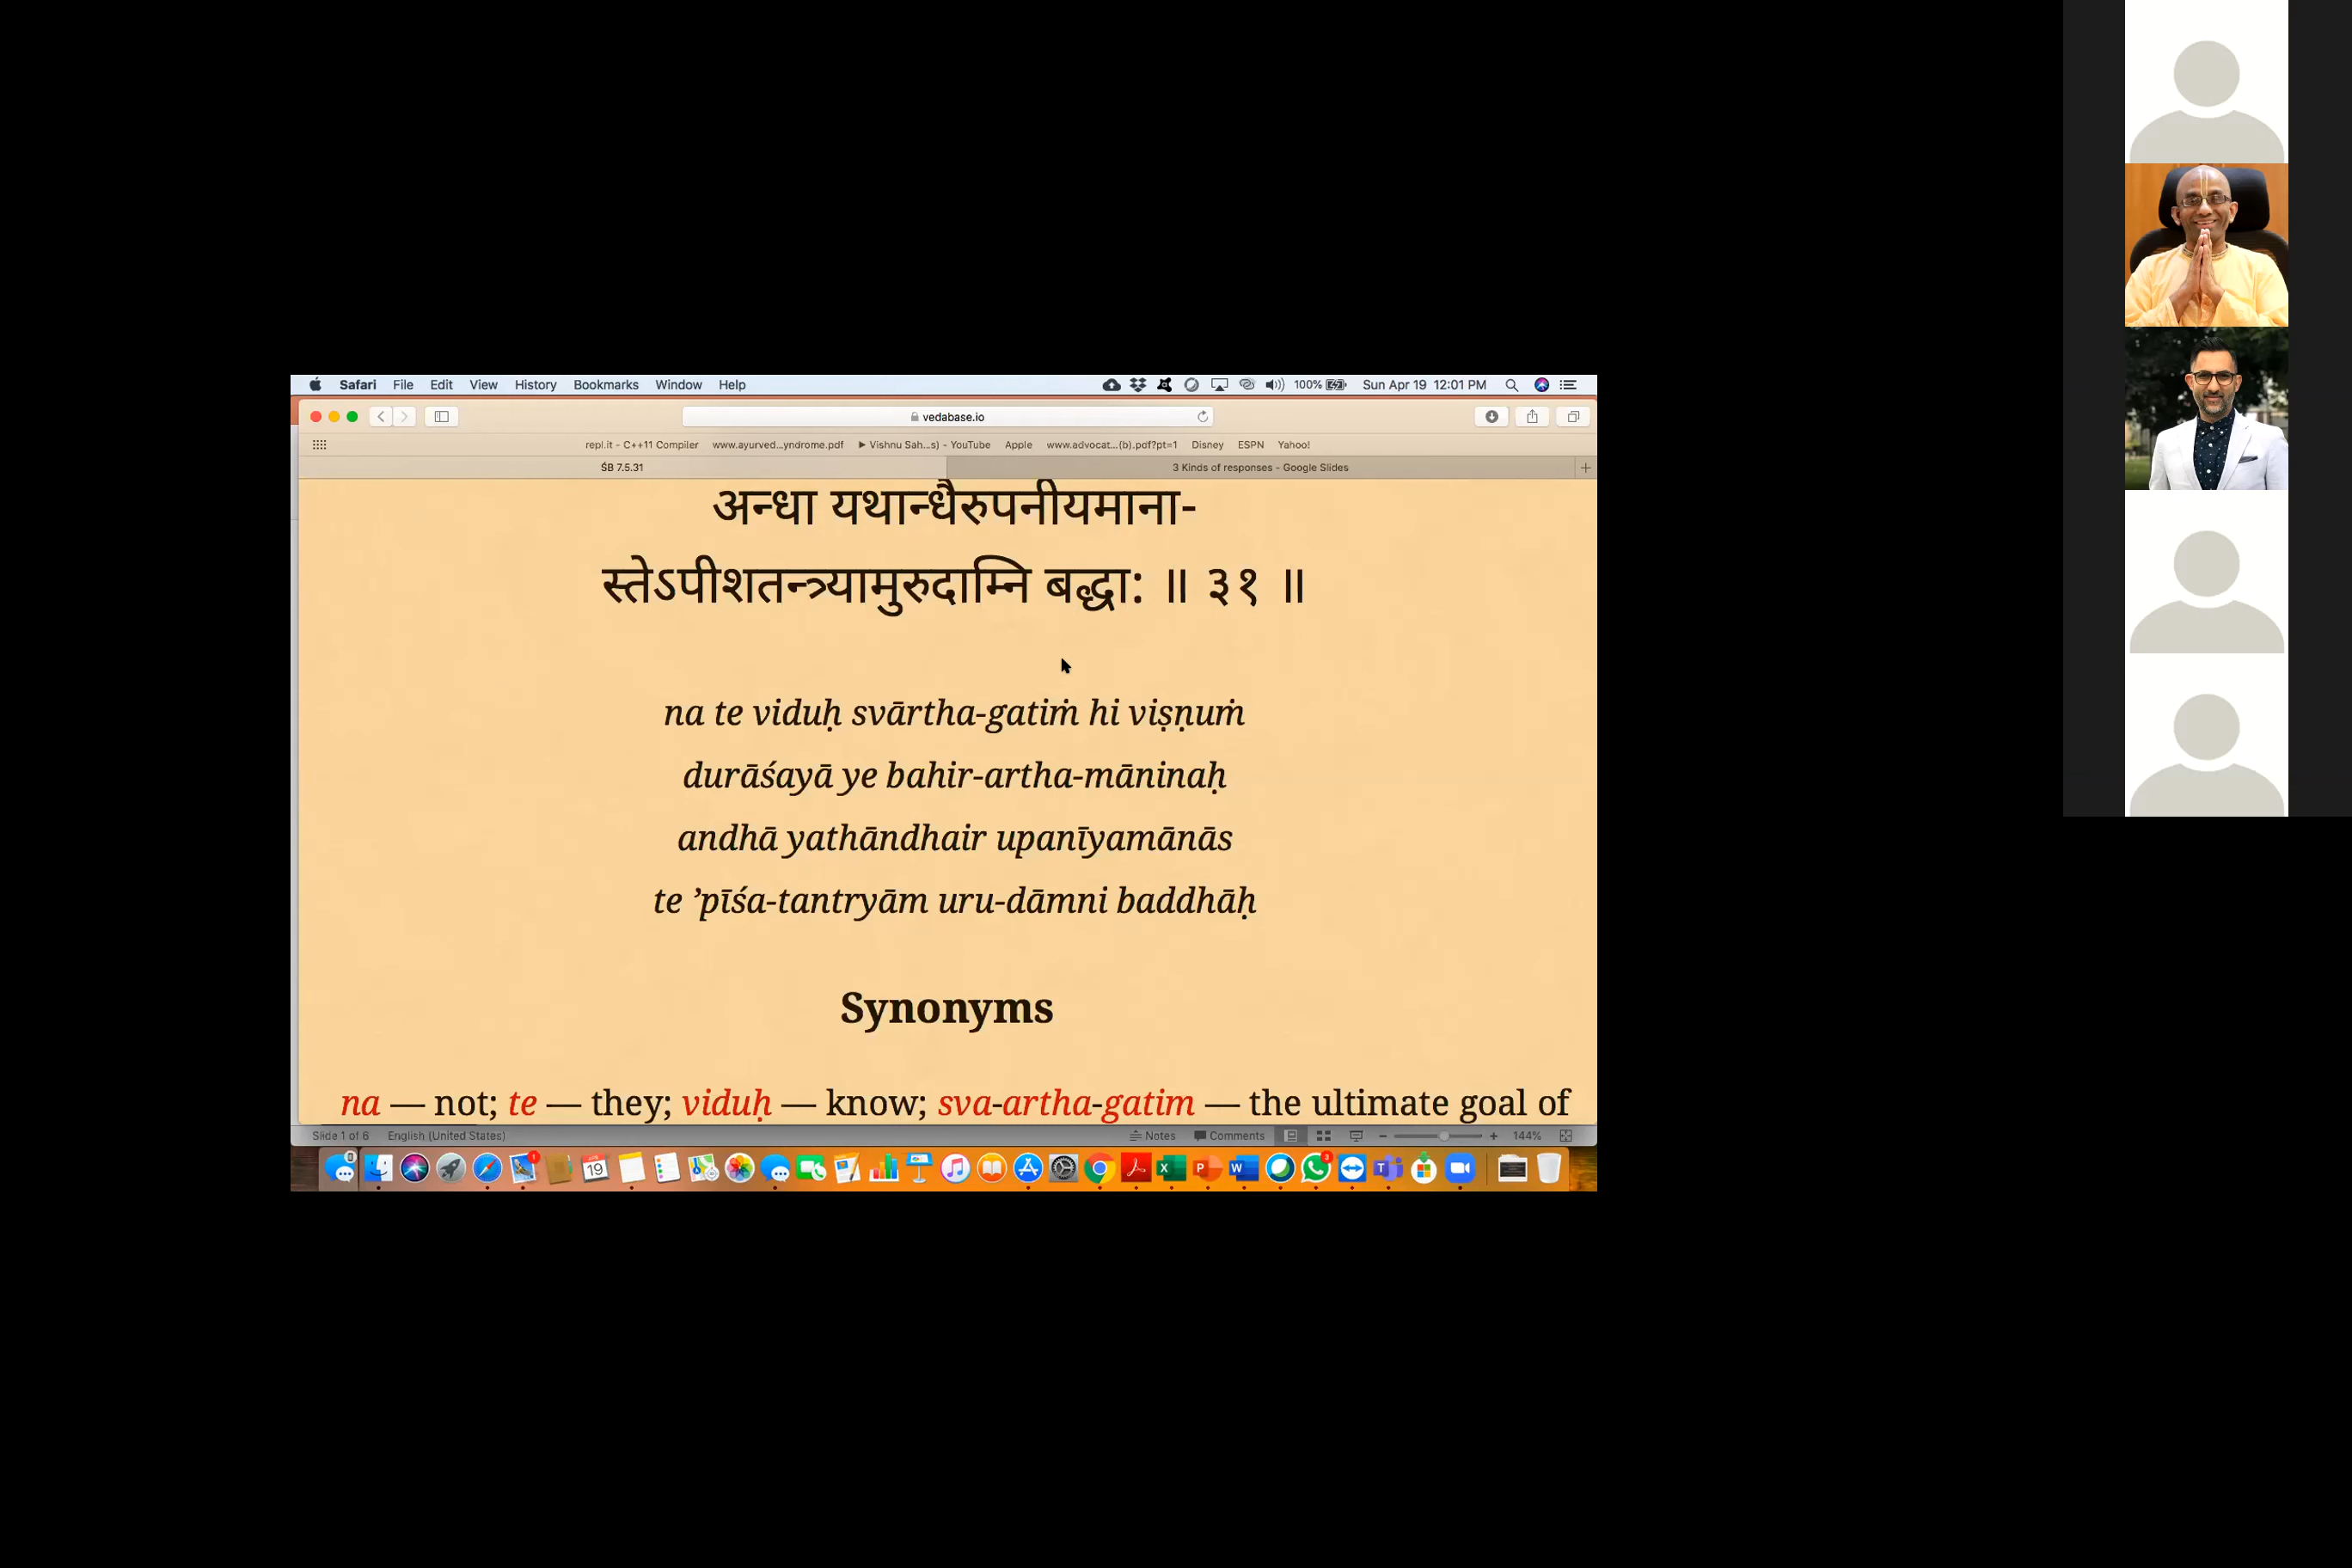 Safari File Edit View History Bookmarks Window Help 100% Sun Apr 19 12:01 PM
vedabase.io
repl.it - C++11 Compiler www.ayurved...yndrome.pdf ▶ Vishnu Sah...s) - YouTube Apple www.advocat...(b).pdf?pt=1 Disney ESPN Yahoo!
ŚB 7.5.31 3 Kinds of responses - Google Slides
अन्धा यथान्धैरुपनीयमाना-
स्तेऽपीशतन्‍त्र्यामुरुदाम्नि बद्धा: ॥ ३१ ॥
na te viduḥ svārtha-gatiṁ hi viṣṇuṁ
durāśayā ye bahir-artha-māninaḥ
andhā yathāndhair upanīyamānās
te ’pīśa-tantryām uru-dāmni baddhāḥ
Synonyms
na — not; te — they; viduḥ — know; sva-artha-gatim — the ultimate goal of
Slide 1 of 6 English (United States) Notes Comments 144%
19